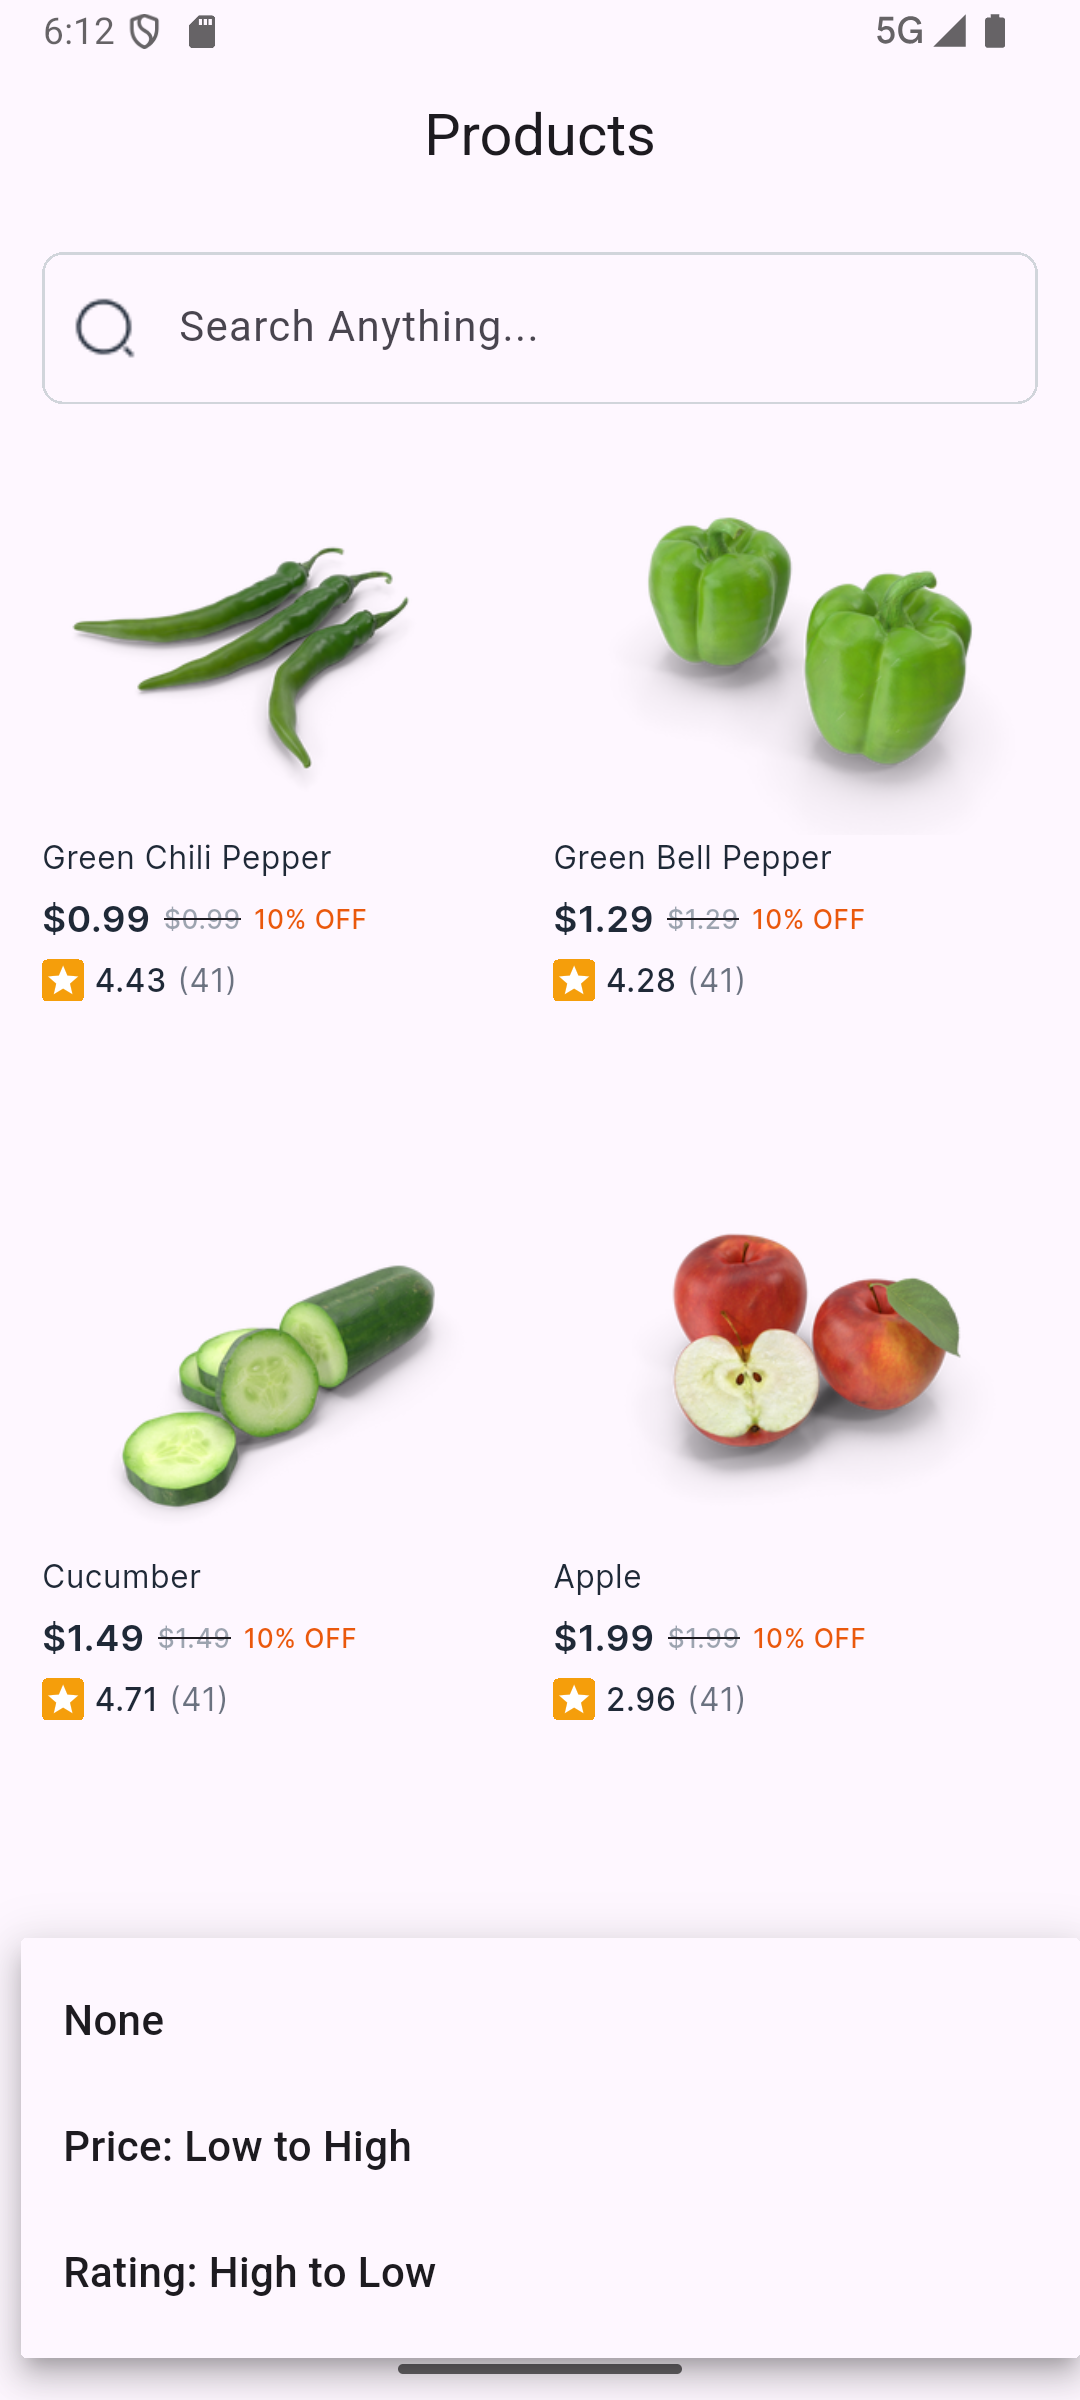 6:12
5G
Products
Search Anything...
Green Chili Pepper
$0.99 $0.99 10% OFF
4.43 (41)
Green Bell Pepper
$1.29 $1.29 10% OFF
4.28 (41)
Cucumber
$1.49 $1.49 10% OFF
4.71 (41)
Apple
$1.99 $1.99 10% OFF
2.96 (41)
None
Price: Low to High
Rating: High to Low